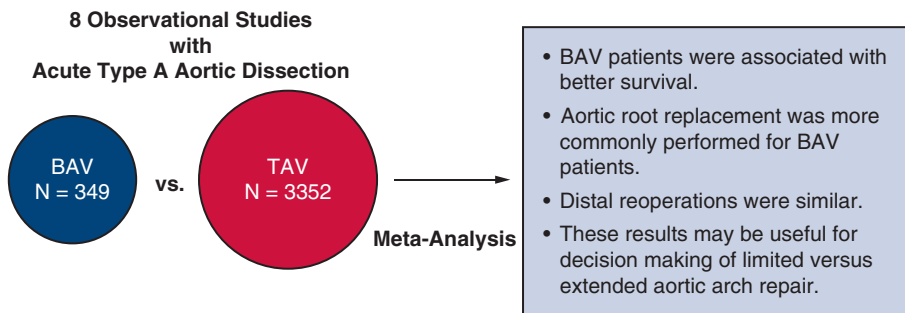 8 Observational Studies
with
Acute Type A Aortic Dissection
BAV
N = 349
vs.
TAV
N = 3352
Meta-Analysis
• BAV patients were associated with
better survival.
• Aortic root replacement was more
commonly performed for BAV
patients.
• Distal reoperations were similar.
• These results may be useful for
decision making of limited versus
extended aortic arch repair.